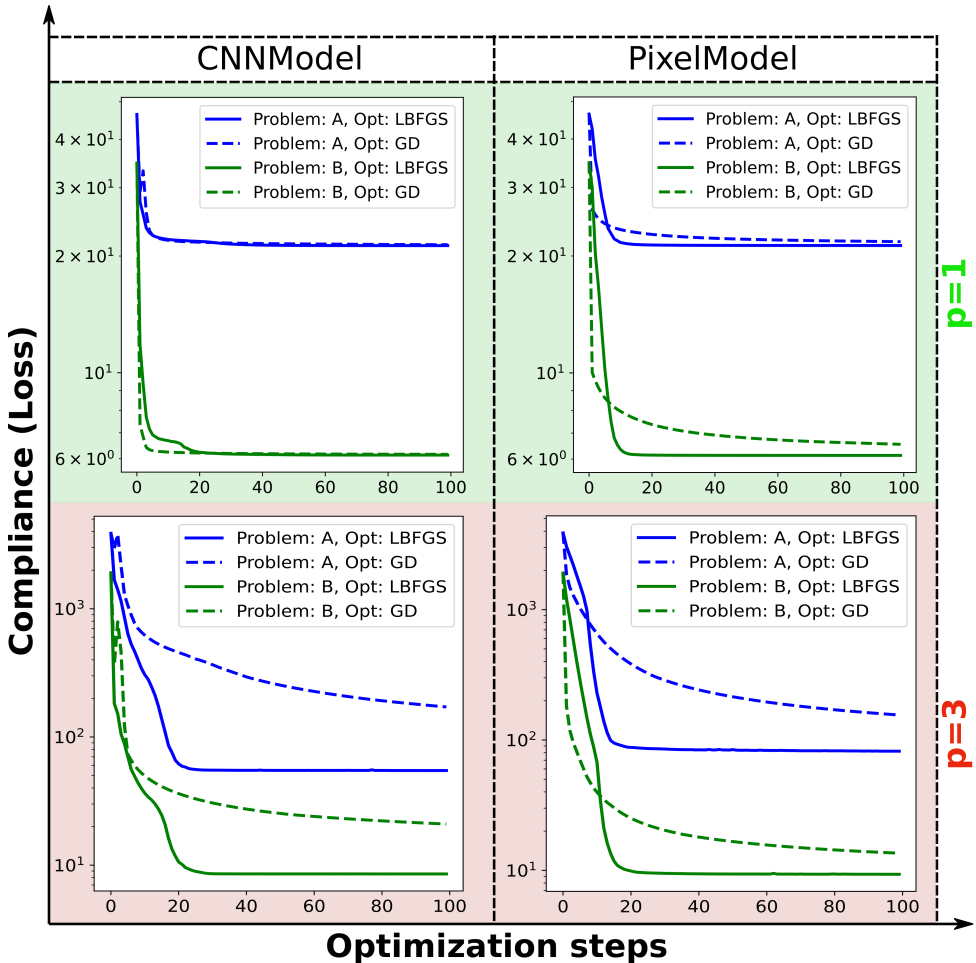 CNNModel
PixelModel
Compliance (Loss)
4 × 10¹
3 × 10¹
2 × 10¹
10¹
6 × 10⁰
Problem: A, Opt: LBFGS
Problem: A, Opt: GD
Problem: B, Opt: LBFGS
Problem: B, Opt: GD
0 20 40 60 80 100
4 × 10¹
3 × 10¹
2 × 10¹
10¹
6 × 10⁰
Problem: A, Opt: LBFGS
Problem: A, Opt: GD
Problem: B, Opt: LBFGS
Problem: B, Opt: GD
0 20 40 60 80 100
p=1
10³
10²
10¹
Problem: A, Opt: LBFGS
Problem: A, Opt: GD
Problem: B, Opt: LBFGS
Problem: B, Opt: GD
0 20 40 60 80 100
10³
10²
10¹
Problem: A, Opt: LBFGS
Problem: A, Opt: GD
Problem: B, Opt: LBFGS
Problem: B, Opt: GD
0 20 40 60 80 100
p=3
Optimization steps